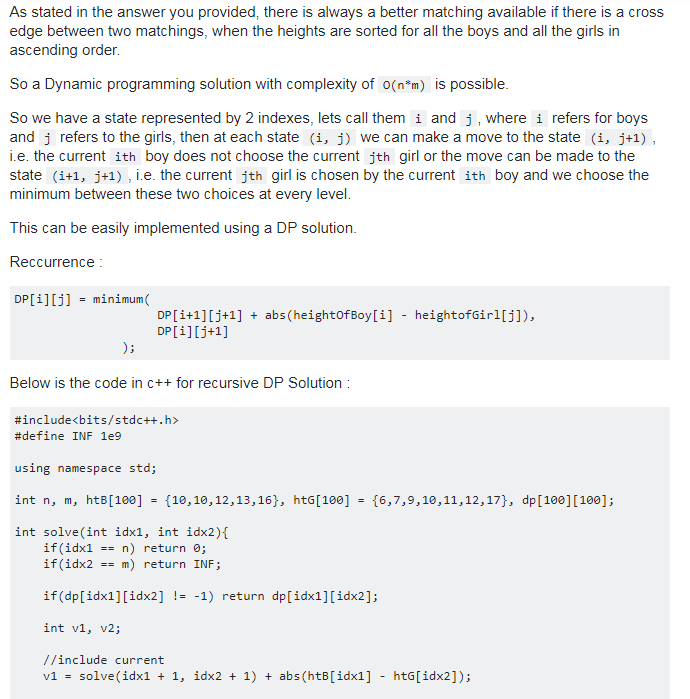 As stated in the answer you provided, there is always a better matching available if there is a cross
edge between two matchings, when the heights are sorted for all the boys and all the girls in
ascending order.
So a Dynamic programming solution with complexity of O(n*m) is possible.
So we have a state represented by 2 indexes, lets call them i and j , where i refers for boys
and j refers to the girls, then at each state (i, j) we can make a move to the state (i, j+1) ,
i.e. the current ith boy does not choose the current jth girl or the move can be made to the
state (i+1, j+1) , i.e. the current jth girl is chosen by the current ith boy and we choose the
minimum between these two choices at every level.
This can be easily implemented using a DP solution.
Reccurrence :
DP[i][j] = minimum(
DP[i+1][j+1] + abs(heightOfBoy[i] - heightofGirl[j]),
DP[i][j+1]
);
Below is the code in c++ for recursive DP Solution :
#include<bits/stdc++.h>
#define INF 1e9
using namespace std;
int n, m, htB[100] = {10,10,12,13,16}, htG[100] = {6,7,9,10,11,12,17}, dp[100][100];
int solve(int idx1, int idx2){
if(idx1 == n) return 0;
if(idx2 == m) return INF;
if(dp[idx1][idx2] != -1) return dp[idx1][idx2];
int v1, v2;
//include current
v1 = solve(idx1 + 1, idx2 + 1) + abs(htB[idx1] - htG[idx2]);